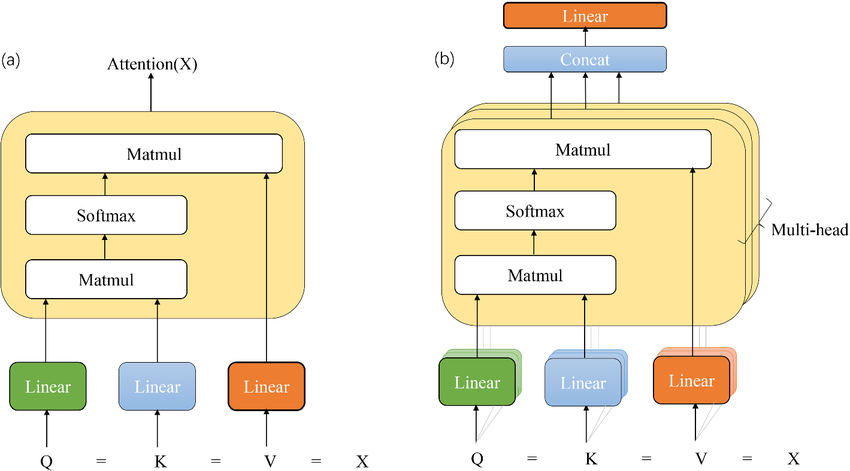 (a)
Attention(X)
Matmul
Softmax
Matmul
Linear Linear Linear
Q = K = V = X
(b)
Linear
Concat
Matmul
Softmax
Matmul
Multi-head
Linear Linear Linear
Q = K = V = X